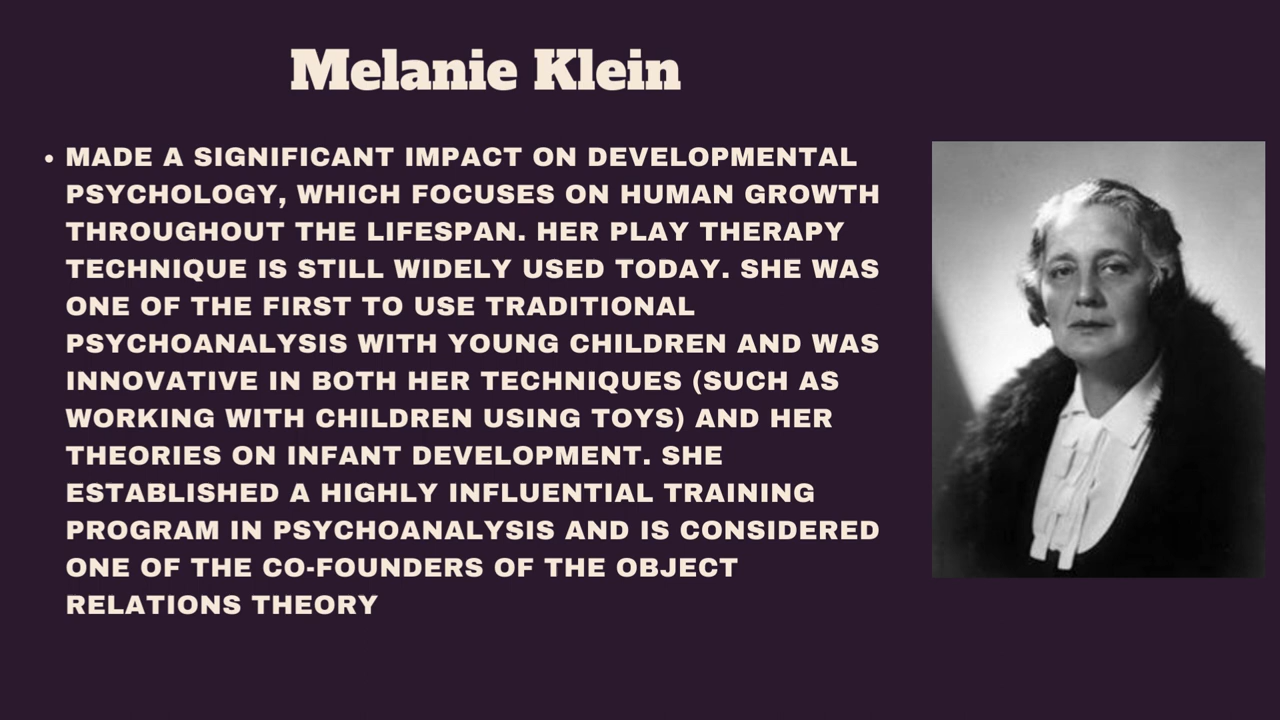 Melanie Klein
• MADE A SIGNIFICANT IMPACT ON DEVELOPMENTAL
PSYCHOLOGY, WHICH FOCUSES ON HUMAN GROWTH
THROUGHOUT THE LIFESPAN. HER PLAY THERAPY
TECHNIQUE IS STILL WIDELY USED TODAY. SHE WAS
ONE OF THE FIRST TO USE TRADITIONAL
PSYCHOANALYSIS WITH YOUNG CHILDREN AND WAS
INNOVATIVE IN BOTH HER TECHNIQUES (SUCH AS
WORKING WITH CHILDREN USING TOYS) AND HER
THEORIES ON INFANT DEVELOPMENT. SHE
ESTABLISHED A HIGHLY INFLUENTIAL TRAINING
PROGRAM IN PSYCHOANALYSIS AND IS CONSIDERED
ONE OF THE CO-FOUNDERS OF THE OBJECT
RELATIONS THEORY